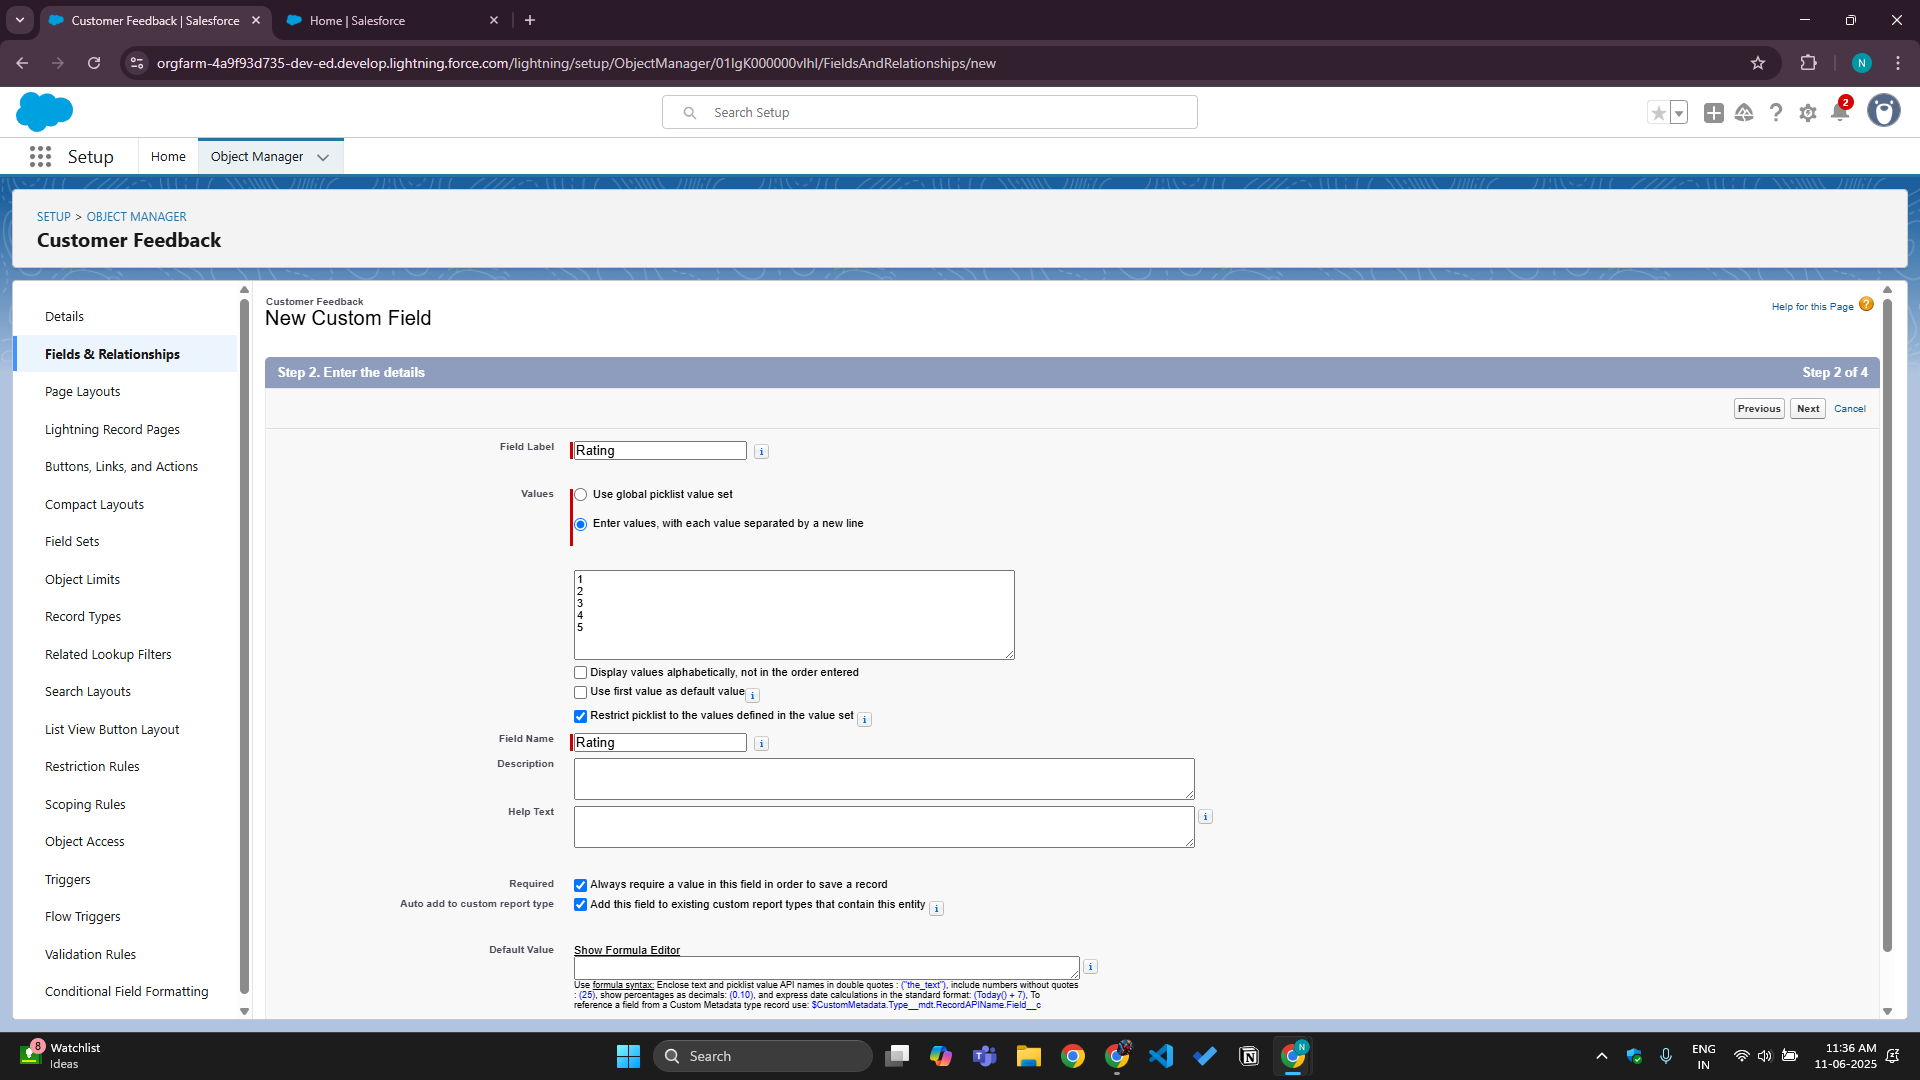 Customer Feedback | Salesforce
Home | Salesforce
orgfarm-4a9f93d735-dev-ed.develop.lightning.force.com/lightning/setup/ObjectManager/01IgK000000vlhl/FieldsAndRelationships/new
N
Search Setup
2
Setup
Home
Object Manager
SETUP > OBJECT MANAGER
Customer Feedback
Details
Fields & Relationships
Page Layouts
Lightning Record Pages
Buttons, Links, and Actions
Compact Layouts
Field Sets
Object Limits
Record Types
Related Lookup Filters
Search Layouts
List View Button Layout
Restriction Rules
Scoping Rules
Object Access
Triggers
Flow Triggers
Validation Rules
Conditional Field Formatting
Customer Feedback
New Custom Field
Help for this Page ?
Step 2. Enter the details
Step 2 of 4
Previous Next Cancel
Field Label Rating i
Values Use global picklist value set
Enter values, with each value separated by a new line
1
2
3
4
5
Display values alphabetically, not in the order entered
Use first value as default value i
Restrict picklist to the values defined in the value set i
Field Name Rating i
Description
Help Text i
Required Always require a value in this field in order to save a record
Auto add to custom report type Add this field to existing custom report types that contain this entity i
Default Value Show Formula Editor
i
Use formula syntax: Enclose text and picklist value API names in double quotes : ("the_text"), include numbers without quotes
: (25), show percentages as decimals: (0.10), and express date calculations in the standard format: (Today() + 7), To
reference a field from a Custom Metadata type record use: $CustomMetadata.Type__mdt.RecordAPIName.Field__c
8
Watchlist
Ideas
Search
N
ENG
IN
11:36 AM
11-06-2025